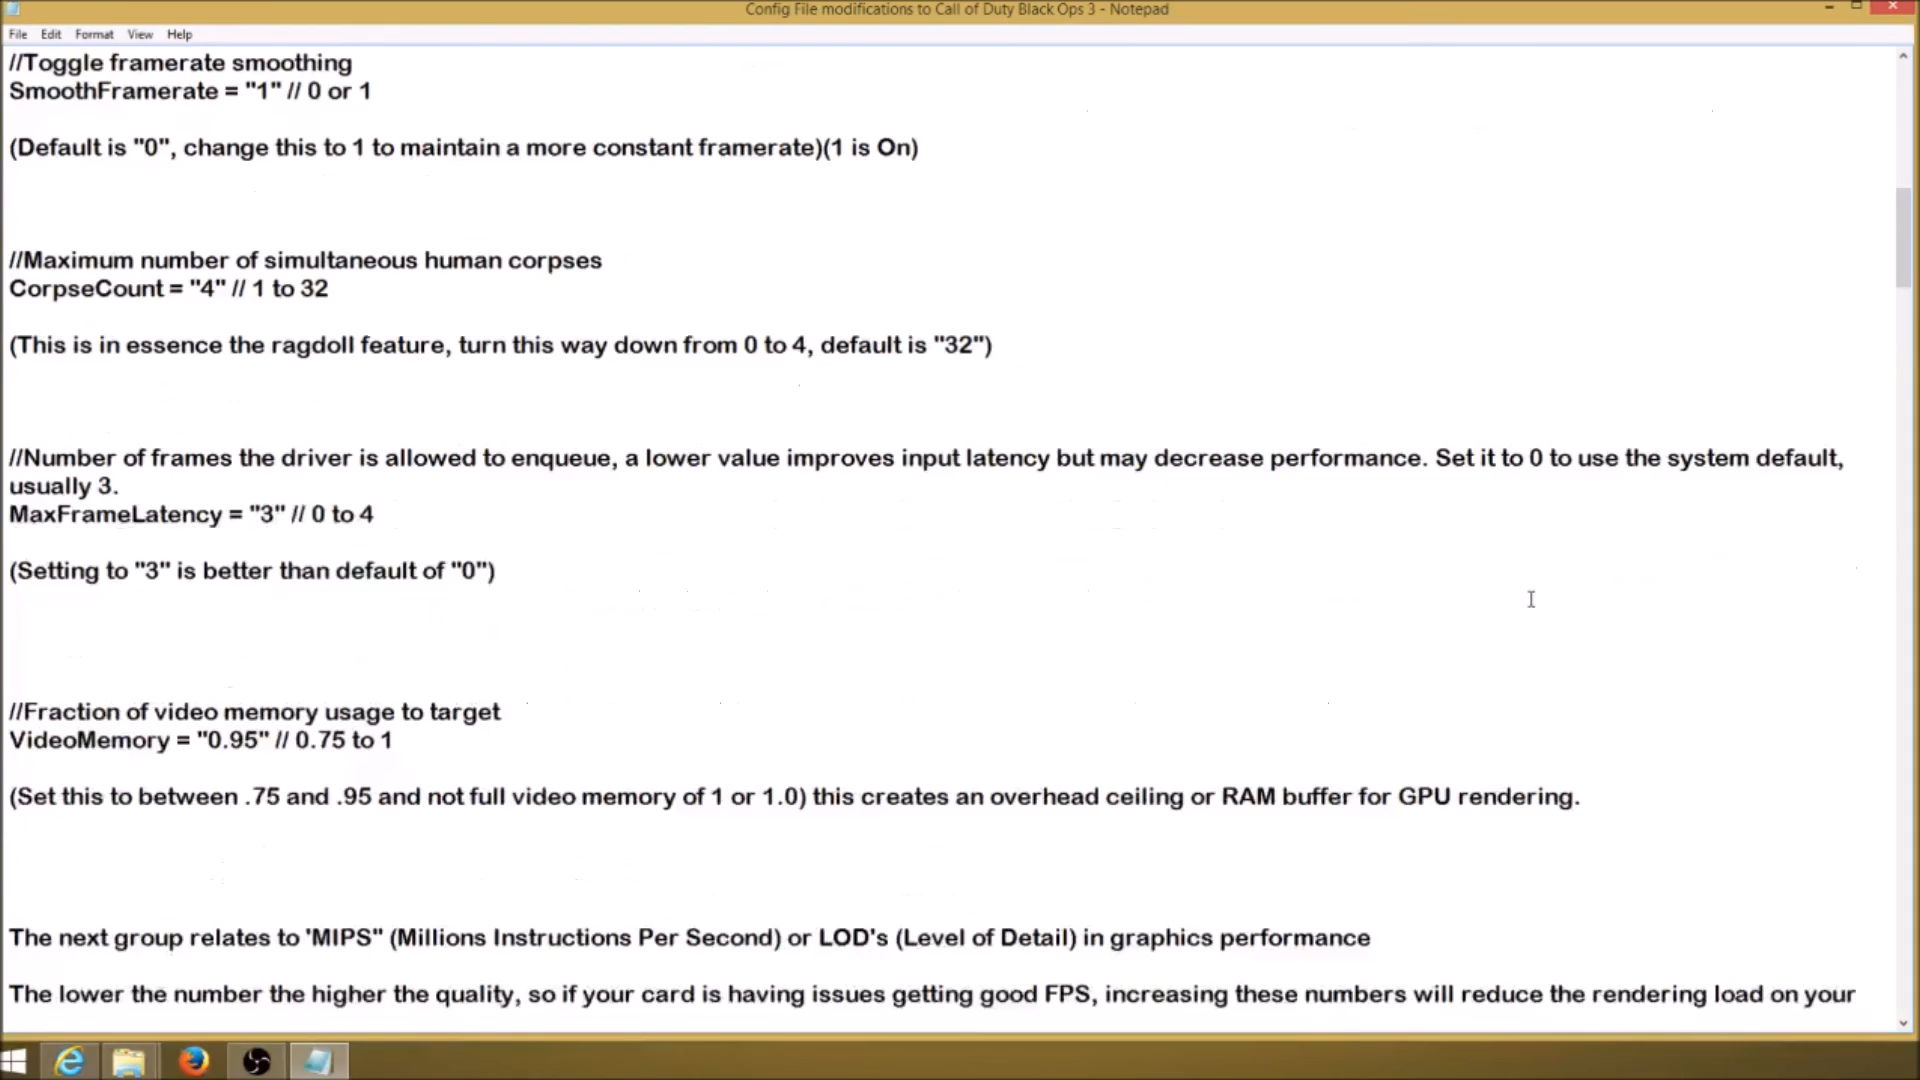 Config File modifications to Call of Duty Black Ops 3 - Notepad
File Edit Format View Help
//Toggle framerate smoothing
SmoothFramerate = "1" // 0 or 1
(Default is "0", change this to 1 to maintain a more constant framerate)(1 is On)
//Maximum number of simultaneous human corpses
CorpseCount = "4" // 1 to 32
(This is in essence the ragdoll feature, turn this way down from 0 to 4, default is "32")
//Number of frames the driver is allowed to enqueue, a lower value improves input latency but may decrease performance. Set it to 0 to use the system default,
usually 3.
MaxFrameLatency = "3" // 0 to 4
(Setting to "3" is better than default of "0")
//Fraction of video memory usage to target
VideoMemory = "0.95" // 0.75 to 1
(Set this to between .75 and .95 and not full video memory of 1 or 1.0) this creates an overhead ceiling or RAM buffer for GPU rendering.
The next group relates to 'MIPS" (Millions Instructions Per Second) or LOD's (Level of Detail) in graphics performance
The lower the number the higher the quality, so if your card is having issues getting good FPS, increasing these numbers will reduce the rendering load on your